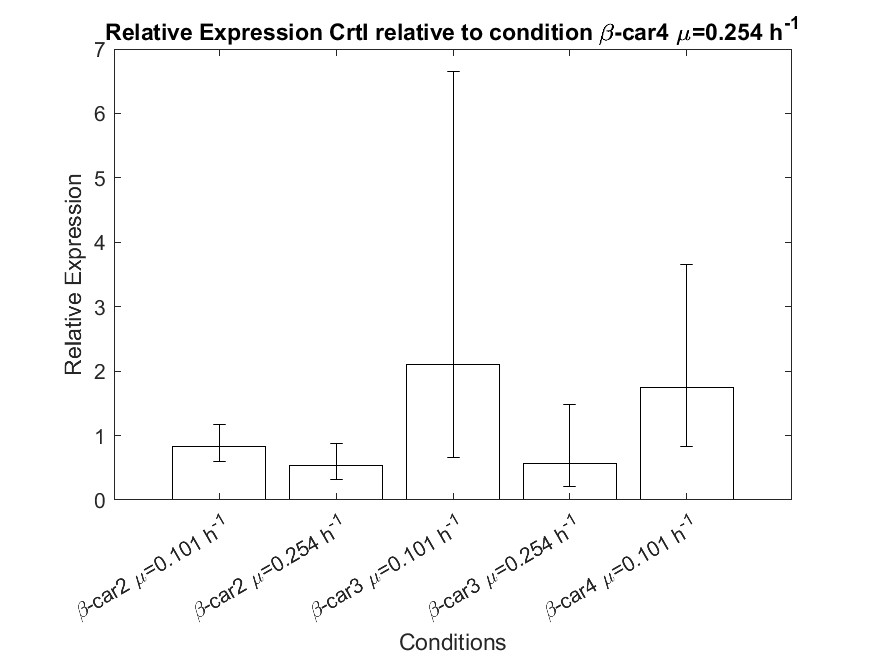 Relative Expression CrtI relative to condition β-car4 μ=0.254 h⁻¹
7
6
5
4
3
2
1
0
Relative Expression
β-car2 μ=0.101 h⁻¹
β-car2 μ=0.254 h⁻¹
β-car3 μ=0.101 h⁻¹
β-car3 μ=0.254 h⁻¹
β-car4 μ=0.101 h⁻¹
Conditions